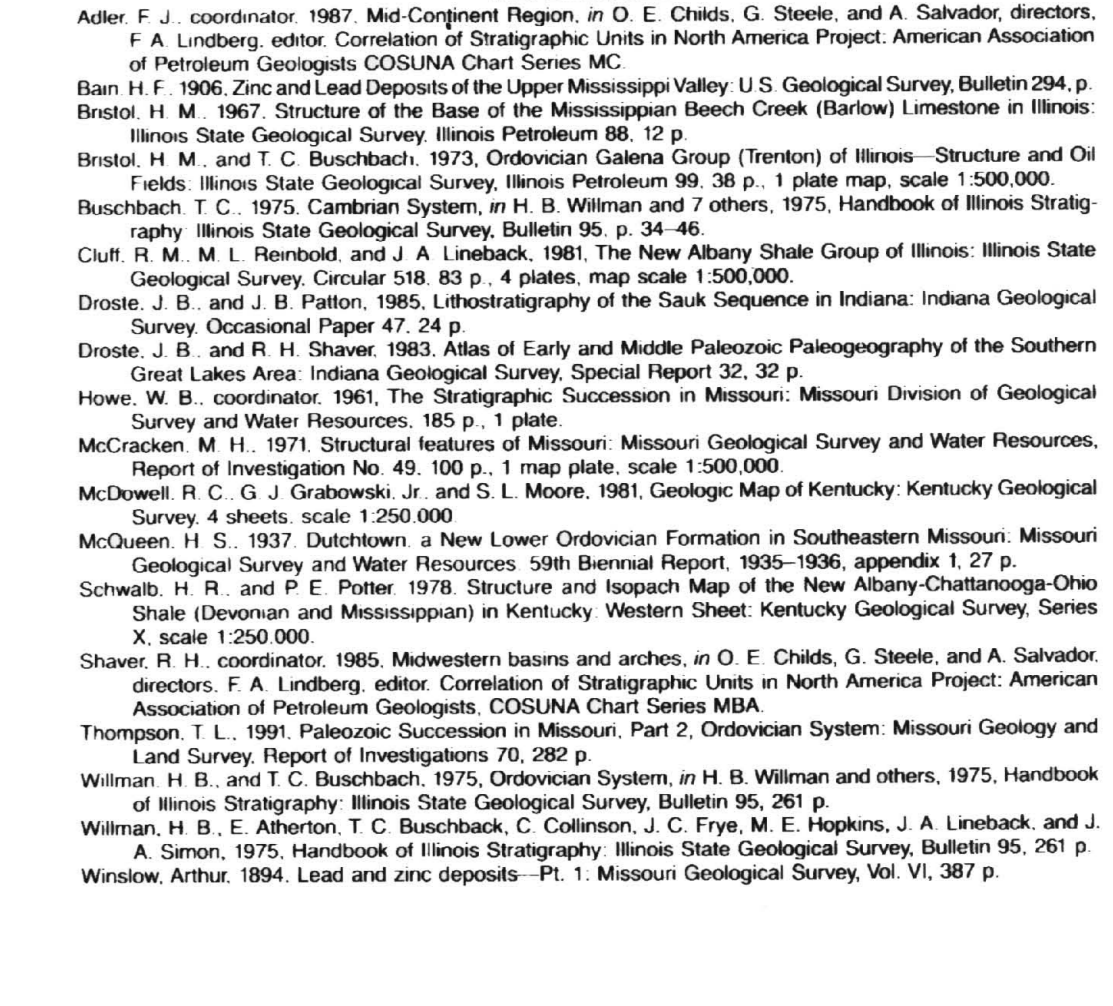 Adler, F. J., coordinator, 1987, Mid-Continent Region, in O. E. Childs, G. Steele, and A. Salvador, directors,
F. A. Lindberg, editor, Correlation of Stratigraphic Units in North America Project: American Association
of Petroleum Geologists COSUNA Chart Series MC.
Bain, H. F., 1906, Zinc and Lead Deposits of the Upper Mississippi Valley: U.S. Geological Survey, Bulletin 294, p.
Bristol, H. M., 1967, Structure of the Base of the Mississippian Beech Creek (Barlow) Limestone in Illinois:
Illinois State Geological Survey, Illinois Petroleum 88, 12 p.
Bristol, H. M., and T. C. Buschbach, 1973, Ordovician Galena Group (Trenton) of Illinois—Structure and Oil
Fields: Illinois State Geological Survey, Illinois Petroleum 99, 38 p., 1 plate map, scale 1:500,000.
Buschbach, T. C., 1975, Cambrian System, in H. B. Willman and 7 others, 1975, Handbook of Illinois Stratig-
raphy: Illinois State Geological Survey, Bulletin 95, p. 34–46.
Cluff, R. M., M. L. Reinbold, and J. A. Lineback, 1981, The New Albany Shale Group of Illinois: Illinois State
Geological Survey, Circular 518, 83 p., 4 plates, map scale 1:500,000.
Droste, J. B., and J. B. Patton, 1985, Lithostratigraphy of the Sauk Sequence in Indiana: Indiana Geological
Survey, Occasional Paper 47, 24 p.
Droste, J. B., and R. H. Shaver, 1983, Atlas of Early and Middle Paleozoic Paleogeography of the Southern
Great Lakes Area: Indiana Geological Survey, Special Report 32, 32 p.
Howe, W. B., coordinator, 1961, The Stratigraphic Succession in Missouri: Missouri Division of Geological
Survey and Water Resources, 185 p., 1 plate.
McCracken, M. H., 1971, Structural features of Missouri: Missouri Geological Survey and Water Resources,
Report of Investigation No. 49, 100 p., 1 map plate, scale 1:500,000.
McDowell, R. C., G. J. Grabowski, Jr., and S. L. Moore, 1981, Geologic Map of Kentucky: Kentucky Geological
Survey, 4 sheets, scale 1:250,000.
McQueen, H. S., 1937, Dutchtown, a New Lower Ordovician Formation in Southeastern Missouri: Missouri
Geological Survey and Water Resources, 59th Biennial Report, 1935–1936, appendix 1, 27 p.
Schwalb, H. R., and P. E. Potter, 1978, Structure and Isopach Map of the New Albany-Chattanooga-Ohio
Shale (Devonian and Mississippian) in Kentucky: Western Sheet: Kentucky Geological Survey, Series
X, scale 1:250,000.
Shaver, R. H., coordinator, 1985, Midwestern basins and arches, in O. E. Childs, G. Steele, and A. Salvador,
directors, F. A. Lindberg, editor, Correlation of Stratigraphic Units in North America Project: American
Association of Petroleum Geologists, COSUNA Chart Series MBA.
Thompson, T. L., 1991, Paleozoic Succession in Missouri, Part 2, Ordovician System: Missouri Geology and
Land Survey, Report of Investigations 70, 282 p.
Willman, H. B., and T. C. Buschbach, 1975, Ordovician System, in H. B. Willman and others, 1975, Handbook
of Illinois Stratigraphy: Illinois State Geological Survey, Bulletin 95, 261 p.
Willman, H. B., E. Atherton, T. C. Buschback, C. Collinson, J. C. Frye, M. E. Hopkins, J. A. Lineback, and J.
A. Simon, 1975, Handbook of Illinois Stratigraphy: Illinois State Geological Survey, Bulletin 95, 261 p.
Winslow, Arthur, 1894, Lead and zinc deposits—Pt. 1: Missouri Geological Survey, Vol. VI, 387 p.